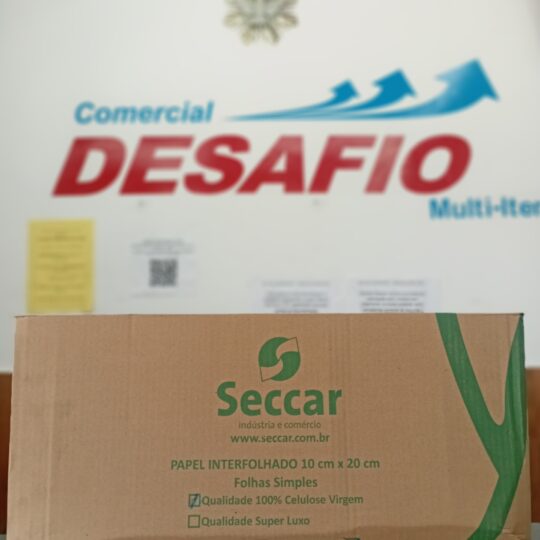 Comercial
DESAFIO
Multi-Iten
Seccar
indústria e comércio
www.seccar.com.br
PAPEL INTERFOLHADO 10 cm x 20 cm
Folhas Simples
Qualidade 100% Celulose Virgem
Qualidade Super Luxo